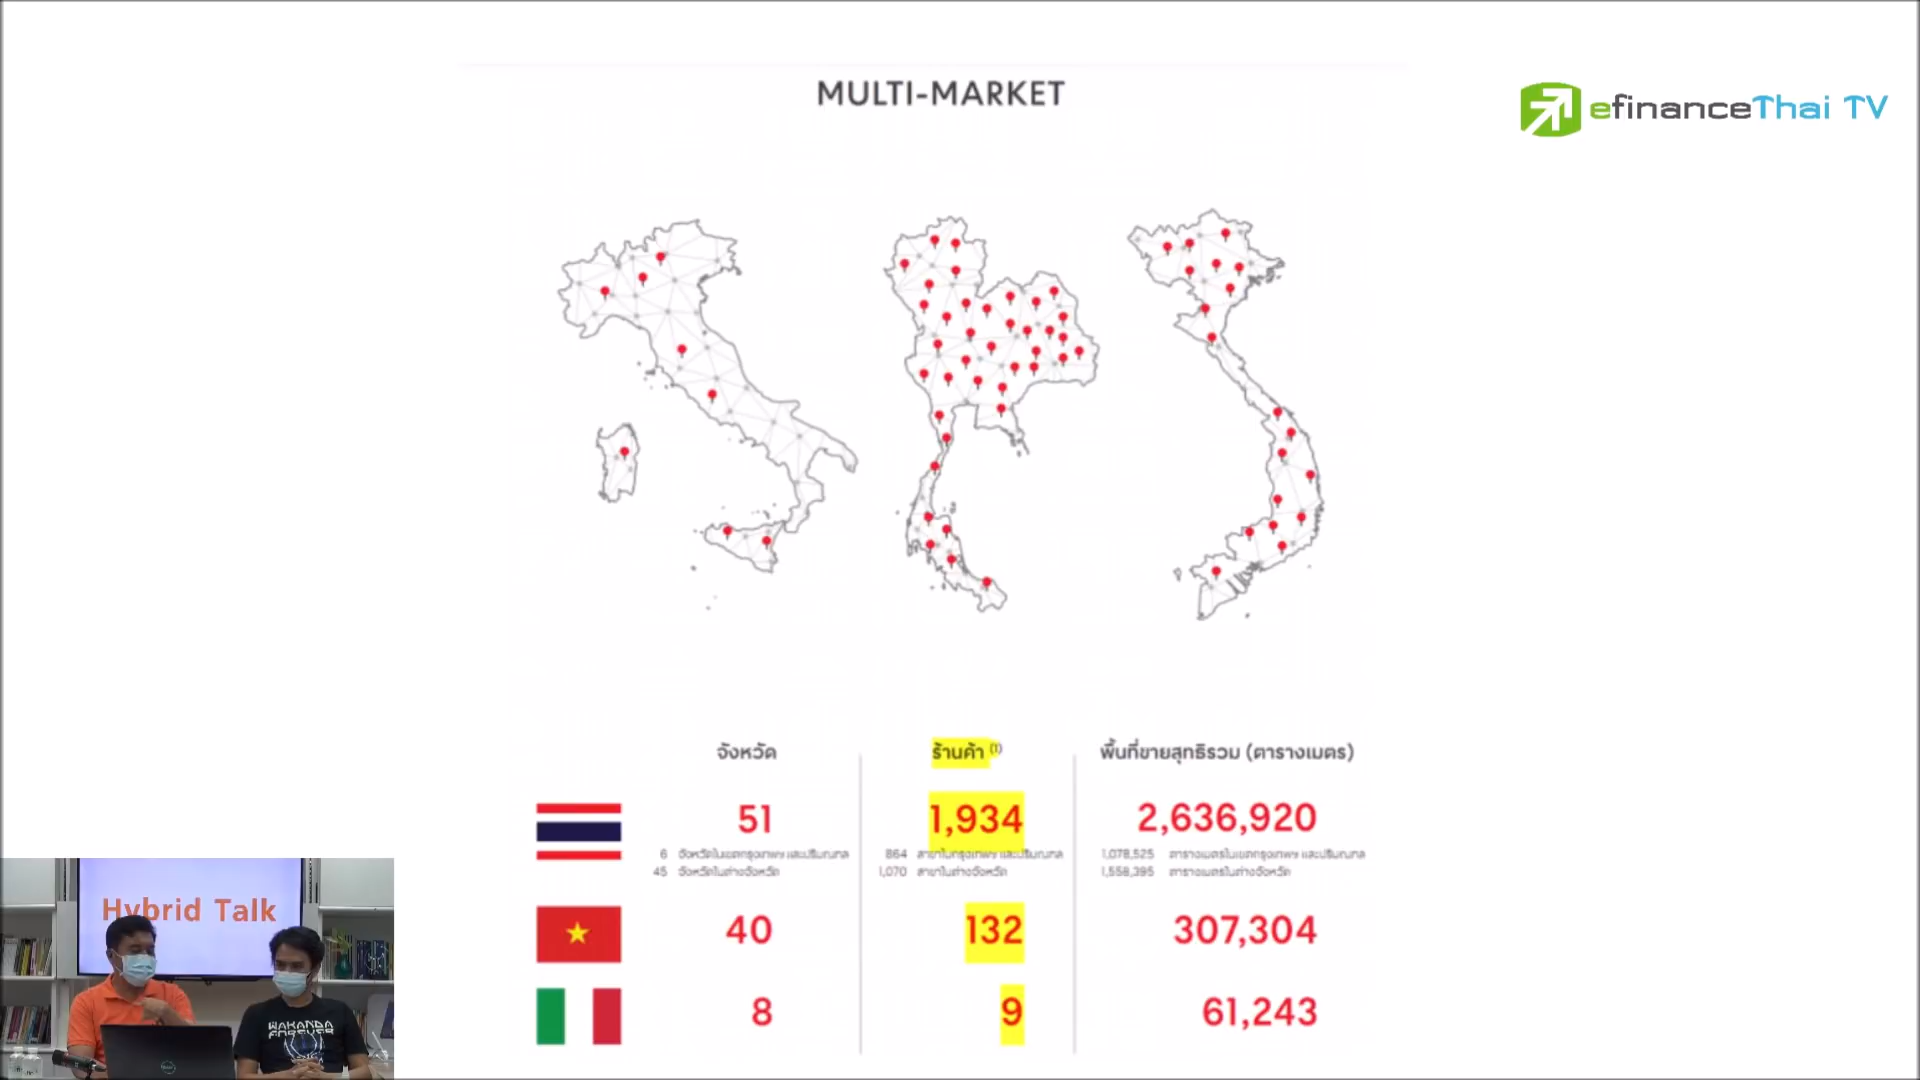 MULTI-MARKET
efinanceThai TV
จังหวัด
ร้านค้า (1)
พื้นที่ขายสุทธิรวม (ตารางเมตร)
51
1,934
2,636,920
6 จังหวัดในเขตกรุงเทพฯ และปริมณฑล
864 สาขาในกรุงเทพฯ และปริมณฑล
1,078,525 ตารางเมตรในเขตกรุงเทพฯ และปริมณฑล
45 จังหวัดในต่างจังหวัด
1,070 สาขาในต่างจังหวัด
1,558,395 ตารางเมตรในต่างจังหวัด
40
132
307,304
8
9
61,243
Hybrid Talk
WAKANDA
FOREVER